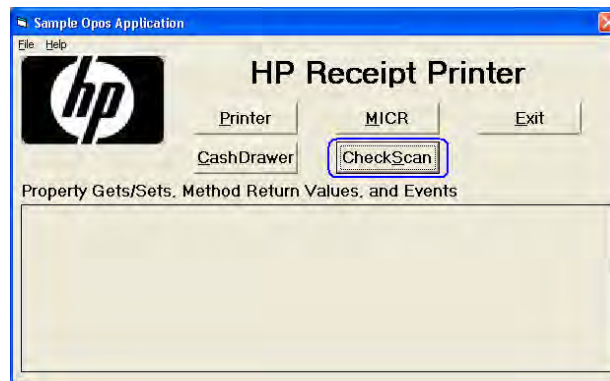 Sample Opos Application
File Help
hp
HP Receipt Printer
Printer MICR Exit
CashDrawer CheckScan
Property Gets/Sets, Method Return Values, and Events